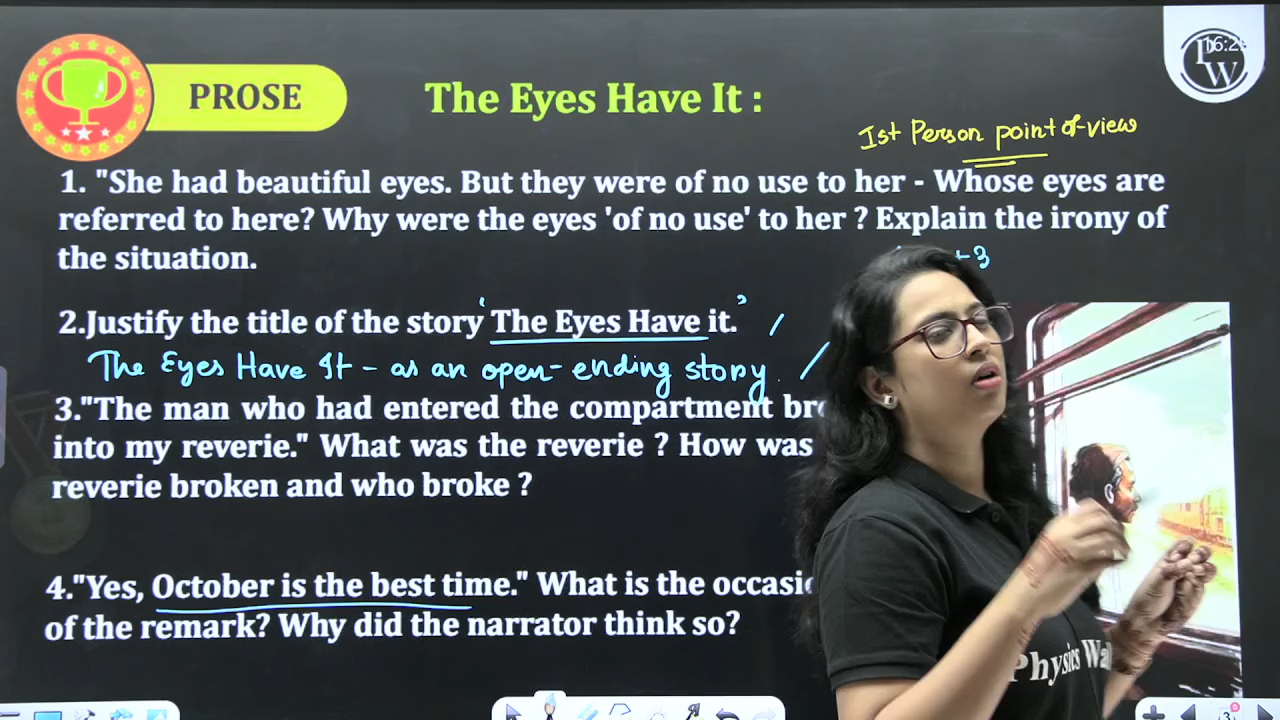 PROSE
The Eyes Have It :
16:2
P
W
Ist Person point of-view
1. "She had beautiful eyes. But they were of no use to her - Whose eyes are
referred to here? Why were the eyes 'of no use' to her ? Explain the irony of
the situation.
+3
2.Justify the title of the story 'The Eyes Have it.'
The Eyes Have It - as an open-ending story.
3."The man who had entered the compartment
into my reverie." What was the reverie ? How was
reverie broken and who broke ?
4."Yes, October is the best time." What is the
of the remark? Why did the narrator think so?
Physics Wa